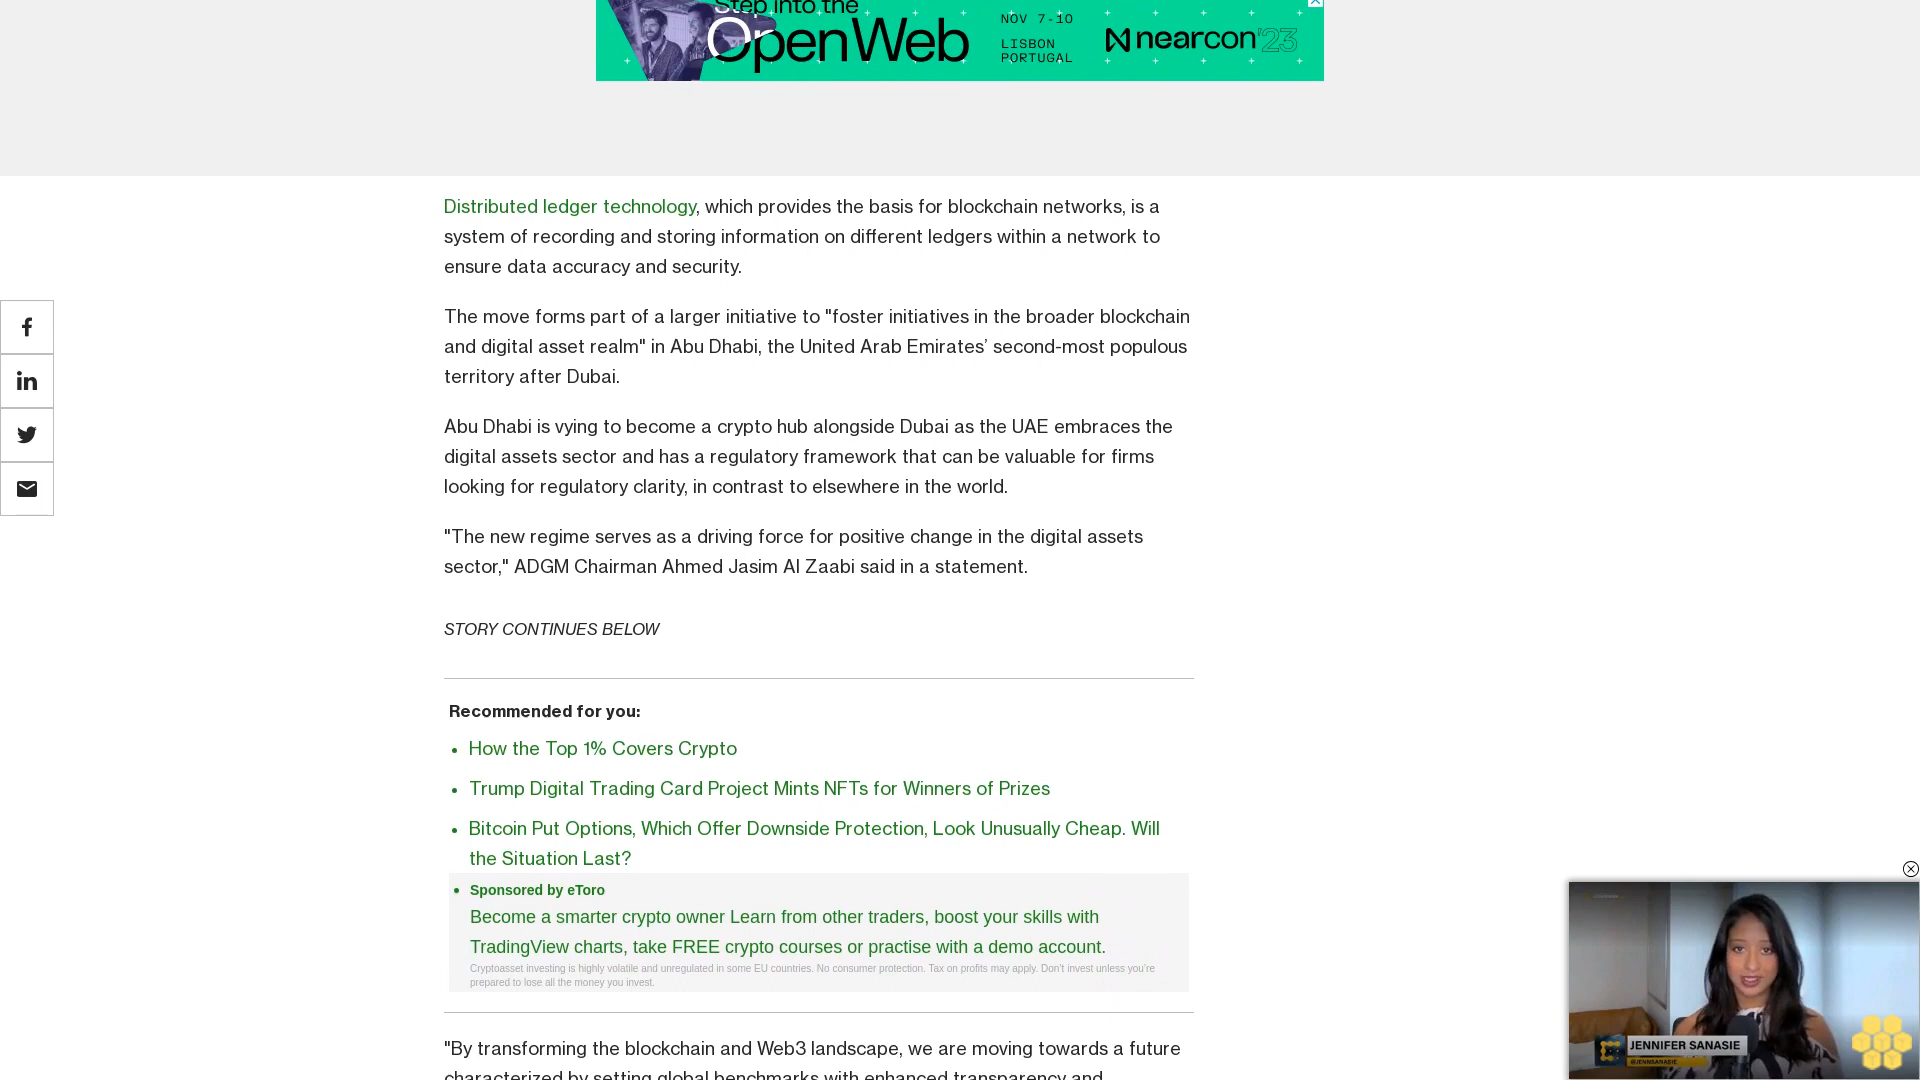 Step into the
OpenWeb
NOV 7-10
LISBON
PORTUGAL
nearcon'23
Distributed ledger technology, which provides the basis for blockchain networks, is a
system of recording and storing information on different ledgers within a network to
ensure data accuracy and security.
The move forms part of a larger initiative to "foster initiatives in the broader blockchain
and digital asset realm" in Abu Dhabi, the United Arab Emirates’ second-most populous
territory after Dubai.
Abu Dhabi is vying to become a crypto hub alongside Dubai as the UAE embraces the
digital assets sector and has a regulatory framework that can be valuable for firms
looking for regulatory clarity, in contrast to elsewhere in the world.
"The new regime serves as a driving force for positive change in the digital assets
sector," ADGM Chairman Ahmed Jasim Al Zaabi said in a statement.
STORY CONTINUES BELOW
Recommended for you:
• How the Top 1% Covers Crypto
• Trump Digital Trading Card Project Mints NFTs for Winners of Prizes
• Bitcoin Put Options, Which Offer Downside Protection, Look Unusually Cheap. Will
the Situation Last?
• Sponsored by eToro
Become a smarter crypto owner Learn from other traders, boost your skills with
TradingView charts, take FREE crypto courses or practise with a demo account.
Cryptoasset investing is highly volatile and unregulated in some EU countries. No consumer protection. Tax on profits may apply. Don’t invest unless you’re
prepared to lose all the money you invest.
"By transforming the blockchain and Web3 landscape, we are moving towards a future
characterized by setting global benchmarks with enhanced transparency and
JENNIFER SANASIE
@JENNSANASIE